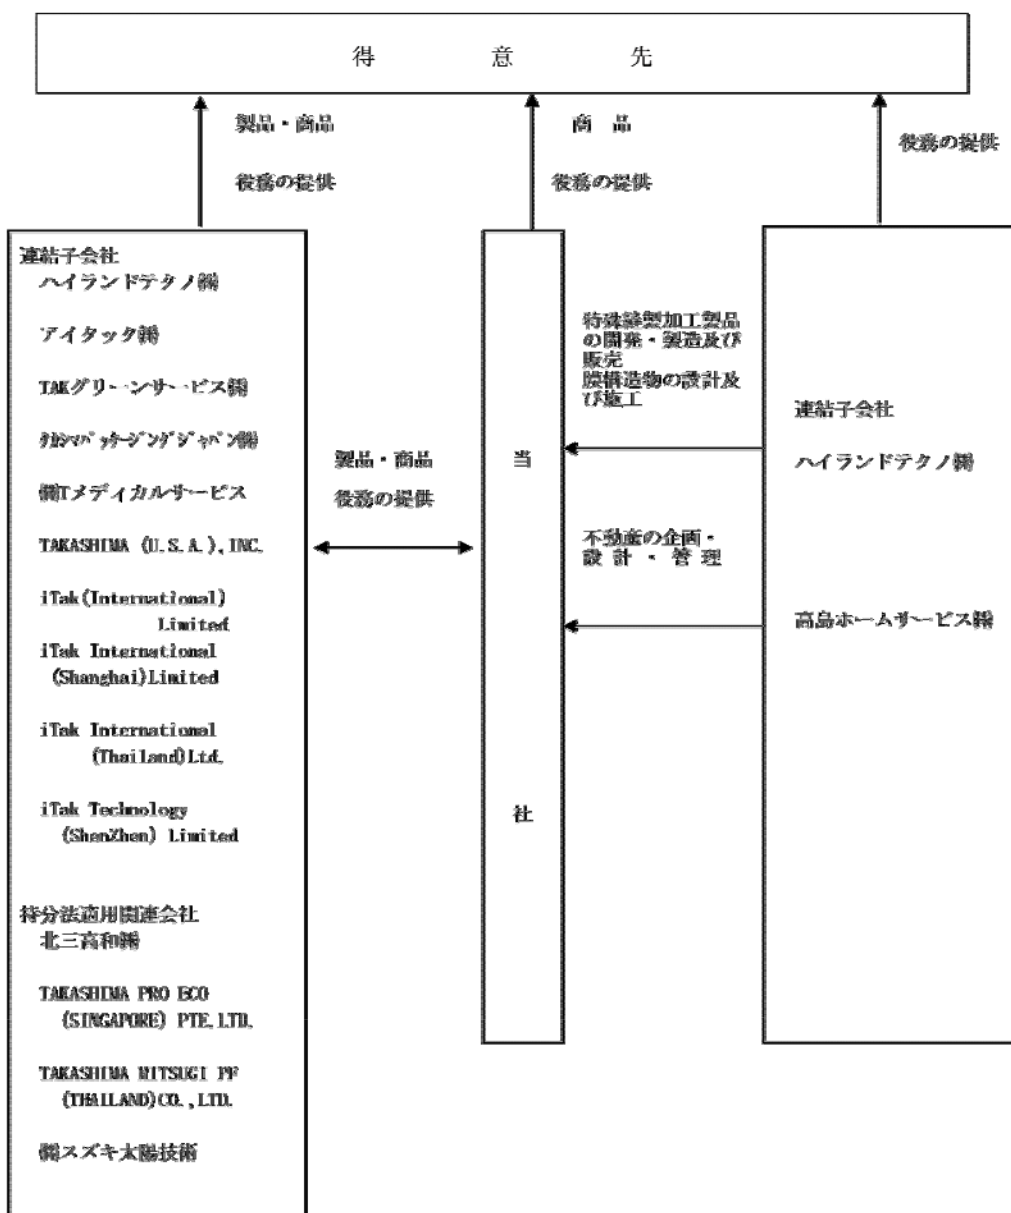 得意先
製品・商品
役務の提供
商品
役務の提供
役務の提供
連結子会社
ハイランドテクノ㈱
アイタック㈱
TAKグリーンサービス㈱
ﾀｶｼﾏﾊﾟｯｹｰｼﾞﾝｸﾞｼﾞｬﾊﾟﾝ㈱
㈱Tメディカルサービス
TAKASHIMA (U.S.A.),INC.
iTak(International)
Limited
iTak International
(Shanghai)Limited
iTak International
(Thailand)Ltd.
iTak Technology
(ShenZhen) Limited
持分法適用関連会社
北三高和㈱
TAKASHIMA PRO ECO
(SINGAPORE) PTE.LTD.
TAKASHIMA MITSUGI PF
(THAILAND)CO.,LTD.
㈱スズキ太陽技術
製品・商品
役務の提供
当社
特殊縫製加工製品
の開発・製造及び
販売
膜構造物の設計及
び施工
不動産の企画・
設計・管理
連結子会社
ハイランドテクノ㈱
高島ホームサービス㈱